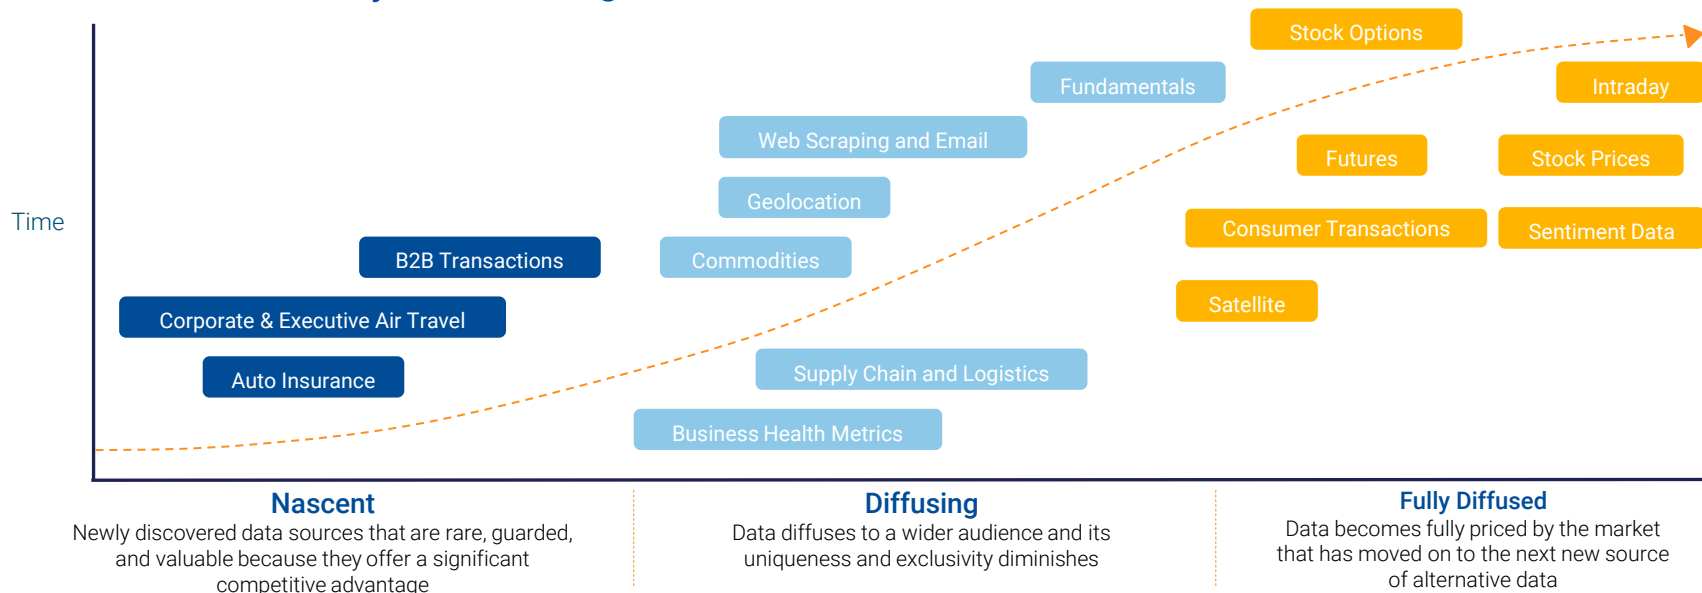 Stock Options
Fundamentals
Intraday
Web Scraping and Email
Futures
Stock Prices
Geolocation
Time
Consumer Transactions
Sentiment Data
B2B Transactions
Commodities
Satellite
Corporate & Executive Air Travel
Auto Insurance
Supply Chain and Logistics
Business Health Metrics
Nascent
Newly discovered data sources that are rare, guarded,
and valuable because they offer a significant
competitive advantage
Diffusing
Data diffuses to a wider audience and its
uniqueness and exclusivity diminishes
Fully Diffused
Data becomes fully priced by the market
that has moved on to the next new source
of alternative data